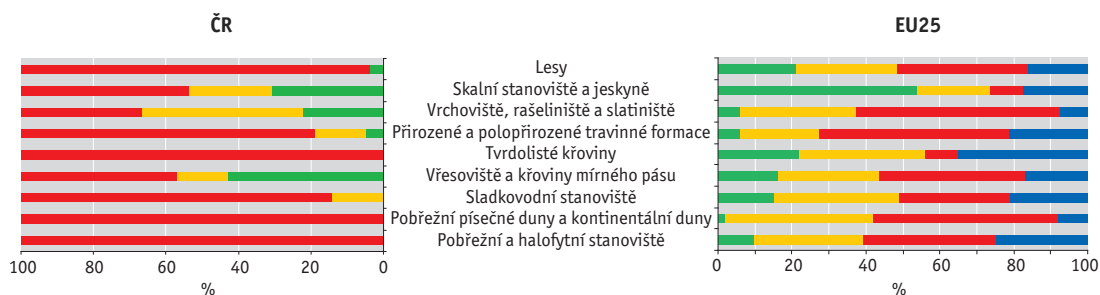 ČR
EU25
Lesy
Skalní stanoviště a jeskyně
Vrchoviště, rašeliniště a slatiniště
Přirozené a polopřirozené travinné formace
Tvrdolisté křoviny
Vřesoviště a křoviny mírného pásu
Sladkovodní stanoviště
Pobřežní písečné duny a kontinentální duny
Pobřežní a halofytní stanoviště
100 80 60 40 20 0
%
0 20 40 60 80 100
%